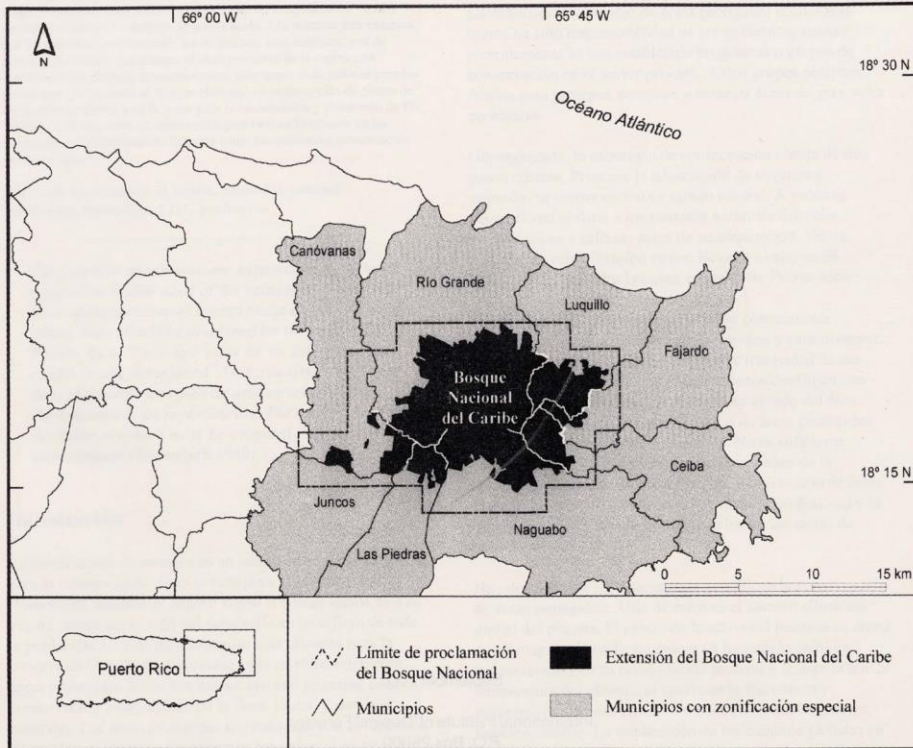 66° 00 W
65° 45 W
N
18° 30 N
Océano Atlántico
Canóvanas
Río Grande
Luquillo
Fajardo
Bosque
Nacional
del Caribe
Ceiba
18° 15 N
Juncos
Naguabo
Las Piedras
0 5 10 15 km
Puerto Rico
Límite de proclamación
del Bosque Nacional
Extensión del Bosque Nacional del Caribe
Municipios
Municipios con zonificación especial